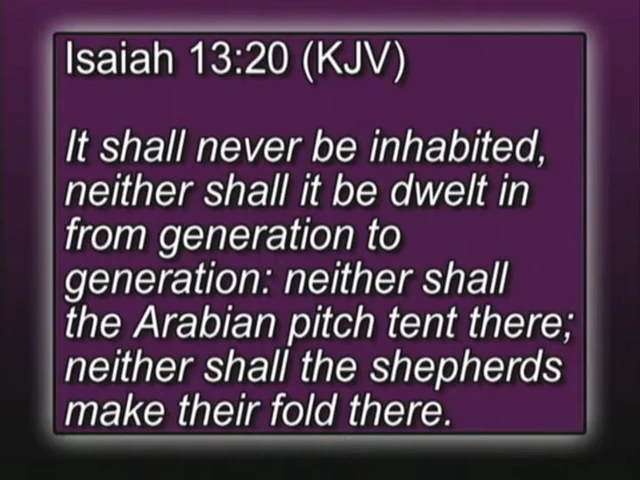 Isaiah 13:20 (KJV)
It shall never be inhabited,
neither shall it be dwelt in
from generation to
generation: neither shall
the Arabian pitch tent there;
neither shall the shepherds
make their fold there.